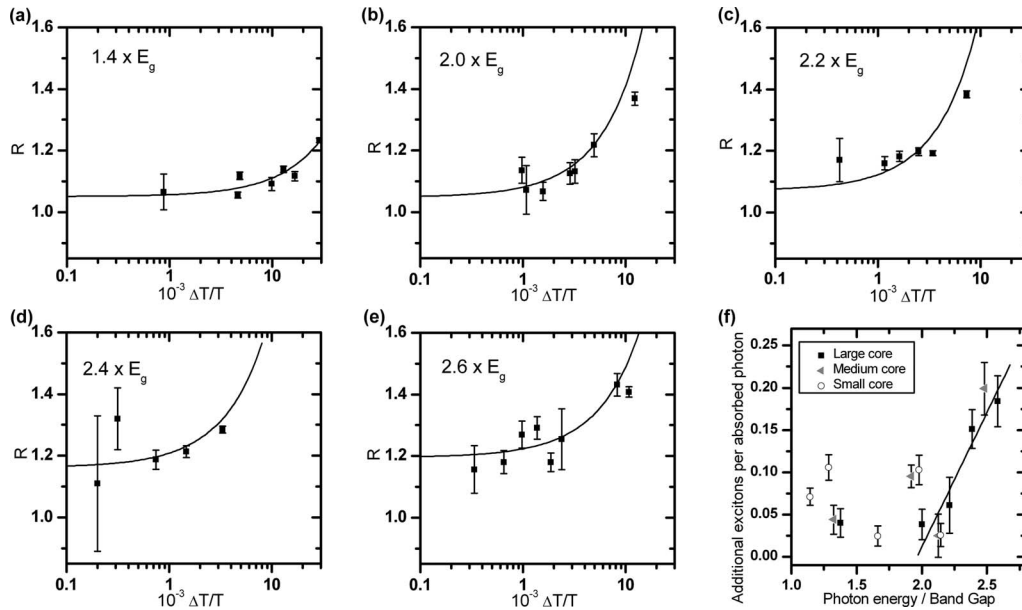 (a)
1.6
1.4
1.2
1.0
R
1.4 x Eg
0.1
1
10
10-3 ΔT/T
(b)
1.6
1.4
1.2
1.0
R
2.0 x Eg
0.1
1
10
10-3 ΔT/T
(c)
1.6
1.4
1.2
1.0
R
2.2 x Eg
0.1
1
10
10-3 ΔT/T
(d)
1.6
1.4
1.2
1.0
R
2.4 x Eg
0.1
1
10
10-3 ΔT/T
(e)
1.6
1.4
1.2
1.0
R
2.6 x Eg
0.1
1
10
10-3 ΔT/T
(f)
Additional excitons per absorbed photon
0.25
0.20
0.15
0.10
0.05
0.00
Large core
Medium core
Small core
1.0
1.5
2.0
2.5
Photon energy / Band Gap